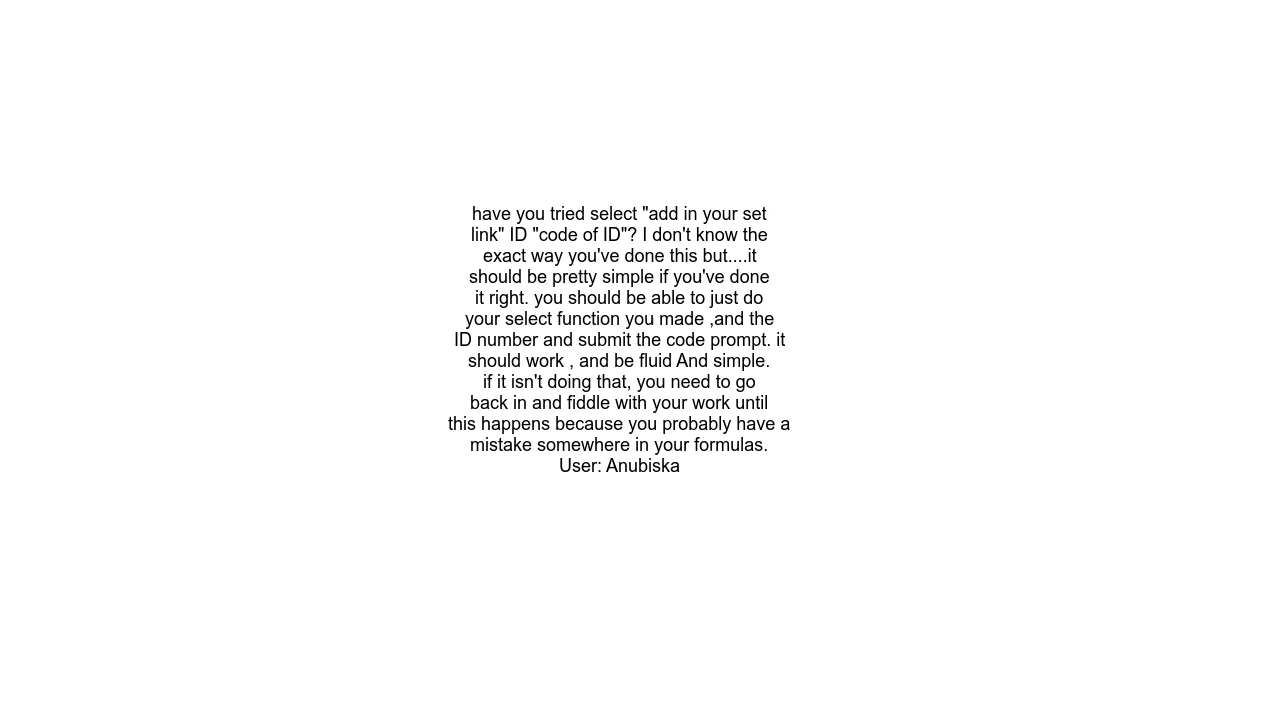 have you tried select "add in your set
link" ID "code of ID"? I don't know the
exact way you've done this but....it
should be pretty simple if you've done
it right. you should be able to just do
your select function you made ,and the
ID number and submit the code prompt. it
should work , and be fluid And simple.
if it isn't doing that, you need to go
back in and fiddle with your work until
this happens because you probably have a
mistake somewhere in your formulas.
User: Anubiska